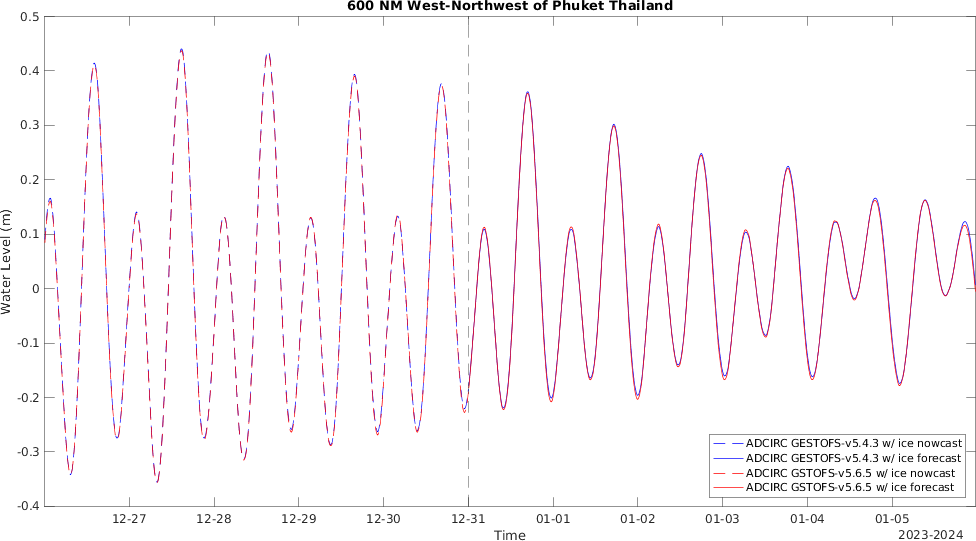 600 NM West-Northwest of Phuket Thailand
0.5
0.4
0.3
0.2
0.1
0
-0.1
-0.2
-0.3
-0.4
Water Level (m)
ADCIRC GESTOFS-v5.4.3 w/ ice nowcast
ADCIRC GESTOFS-v5.4.3 w/ ice forecast
ADCIRC GSTOFS-v5.6.5 w/ ice nowcast
ADCIRC GSTOFS-v5.6.5 w/ ice forecast
12-27 12-28 12-29 12-30 12-31 01-01 01-02 01-03 01-04 01-05
Time
2023-2024